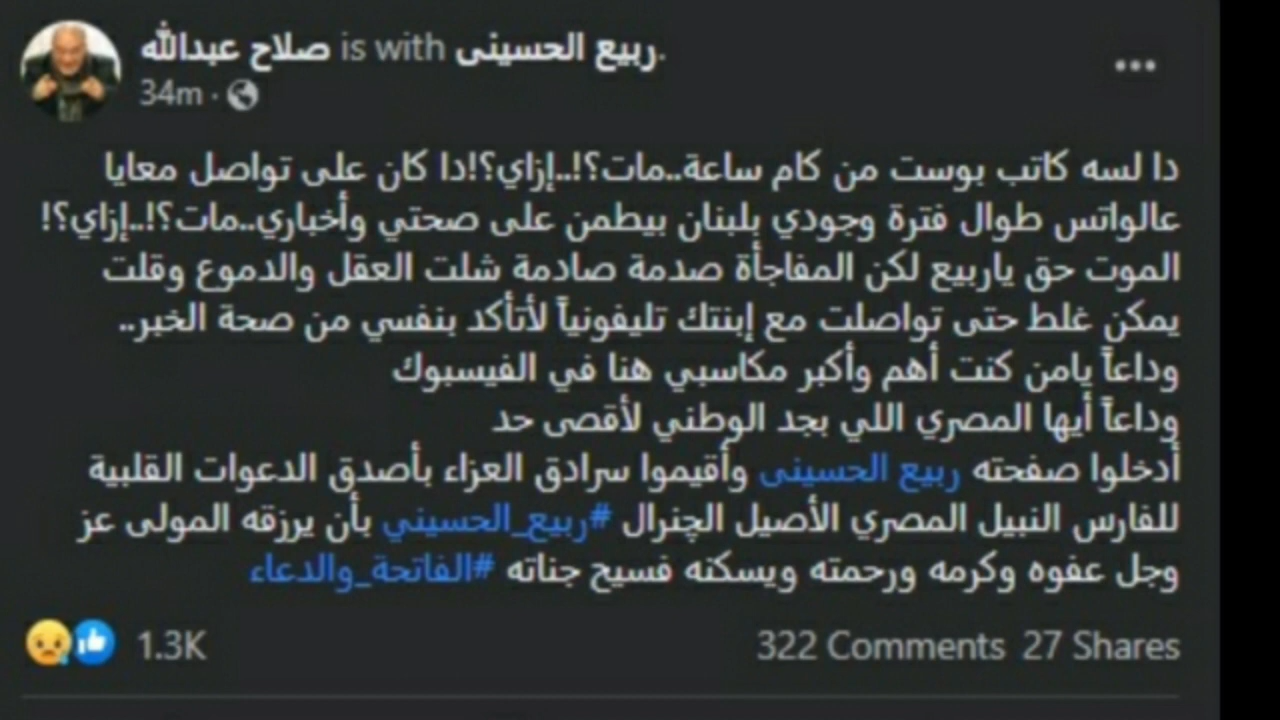 صلاح عبدالله is with ربيع الحسينى.
34m ·
دا لسه كاتب بوست من كام ساعة..مات؟!..إزاي؟!دا كان على تواصل معايا
عالواتس طوال فترة وجودي بلبنان بيطمن على صحتي وأخباري..مات؟!..إزاي؟!
الموت حق ياربيع لكن المفاجأة صدمة صادمة شلت العقل والدموع وقلت
يمكن غلط حتى تواصلت مع إبنتك تليفونياً لأتأكد بنفسي من صحة الخبر..
وداعاً يامن كنت أهم وأكبر مكاسبي هنا في الفيسبوك
وداعاً أيها المصري اللي بجد الوطني لأقصى حد
أدخلوا صفحته ربيع الحسينى وأقيموا سرادق العزاء بأصدق الدعوات القلبية
للفارس النبيل المصري الأصيل الچنرال #ربيع_الحسيني بأن يرزقه المولى عز
وجل عفوه وكرمه ورحمته ويسكنه فسيح جناته #الفاتحة_والدعاء
1.3K 322 Comments 27 Shares